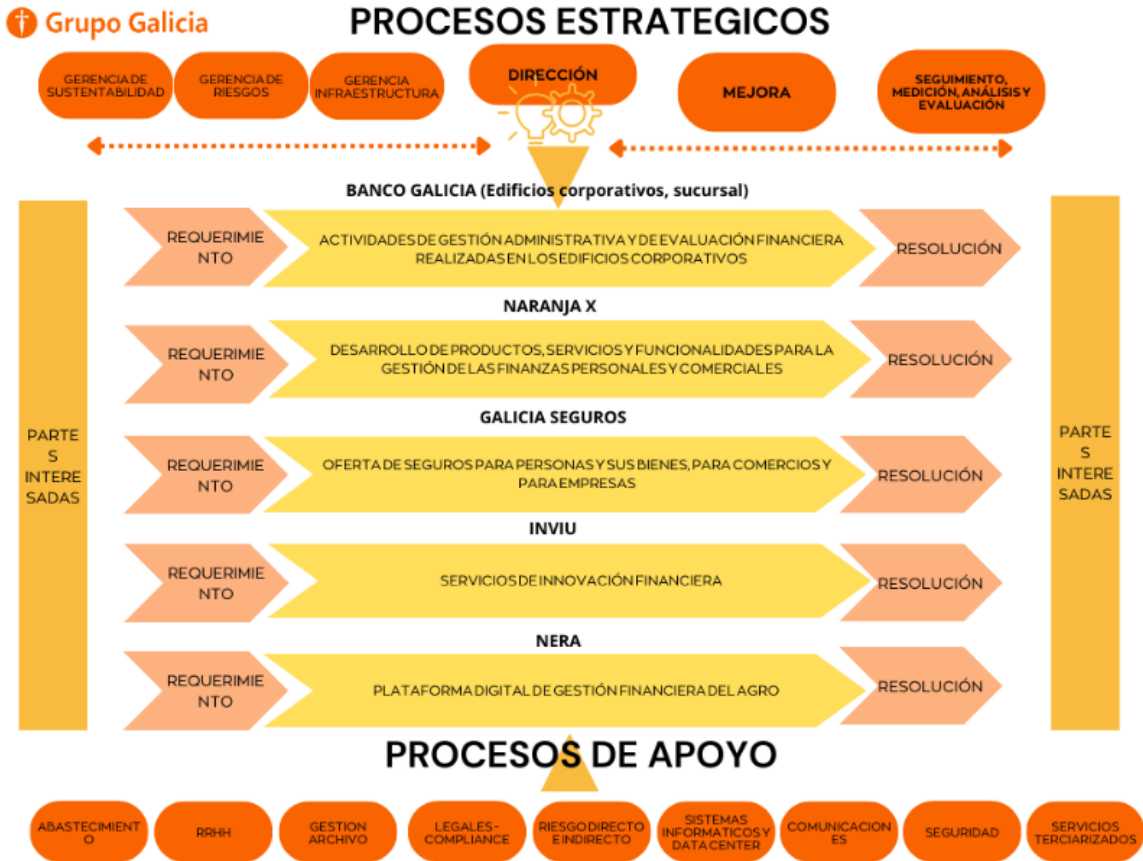 Grupo Galicia
PROCESOS ESTRATEGICOS
GERENCIA DE
SUSTENTABILIDAD
GERENCIA DE
RIESGOS
GERENCIA
INFRAESTRUCTURA
DIRECCIÓN
MEJORA
SEGUIMIENTO,
MEDICIÓN, ANÁLISIS Y
EVALUACIÓN
BANCO GALICIA (Edificios corporativos, sucursal)
REQUERIMIE
NTO
ACTIVIDADES DE GESTIÓN ADMINISTRATIVA Y DE EVALUACIÓN FINANCIERA
REALIZADAS EN LOS EDIFICIOS CORPORATIVOS
RESOLUCIÓN
NARANJA X
REQUERIMIE
NTO
DESARROLLO DE PRODUCTOS, SERVICIOS Y FUNCIONALIDADES PARA LA
GESTIÓN DE LAS FINANZAS PERSONALES Y COMERCIALES
RESOLUCIÓN
GALICIA SEGUROS
REQUERIMIE
NTO
OFERTA DE SEGUROS PARA PERSONAS Y SUS BIENES, PARA COMERCIOS Y
PARA EMPRESAS
RESOLUCIÓN
INVIU
REQUERIMIE
NTO
SERVICIOS DE INNOVACIÓN FINANCIERA
RESOLUCIÓN
NERA
REQUERIMIE
NTO
PLATAFORMA DIGITAL DE GESTIÓN FINANCIERA DEL AGRO
RESOLUCIÓN
PARTE
S
INTERE
SADAS
PARTE
S
INTERE
SADAS
PROCESOS DE APOYO
ABASTECIMIENT
O
RRHH
GESTION
ARCHIVO
LEGALES -
COMPLIANCE
RIESGO DIRECTO
E INDIRECTO
SISTEMAS
INFORMATICOS Y
DATA CENTER
COMUNICACION
ES
SEGURIDAD
SERVICIOS
TERCIARIZADOS